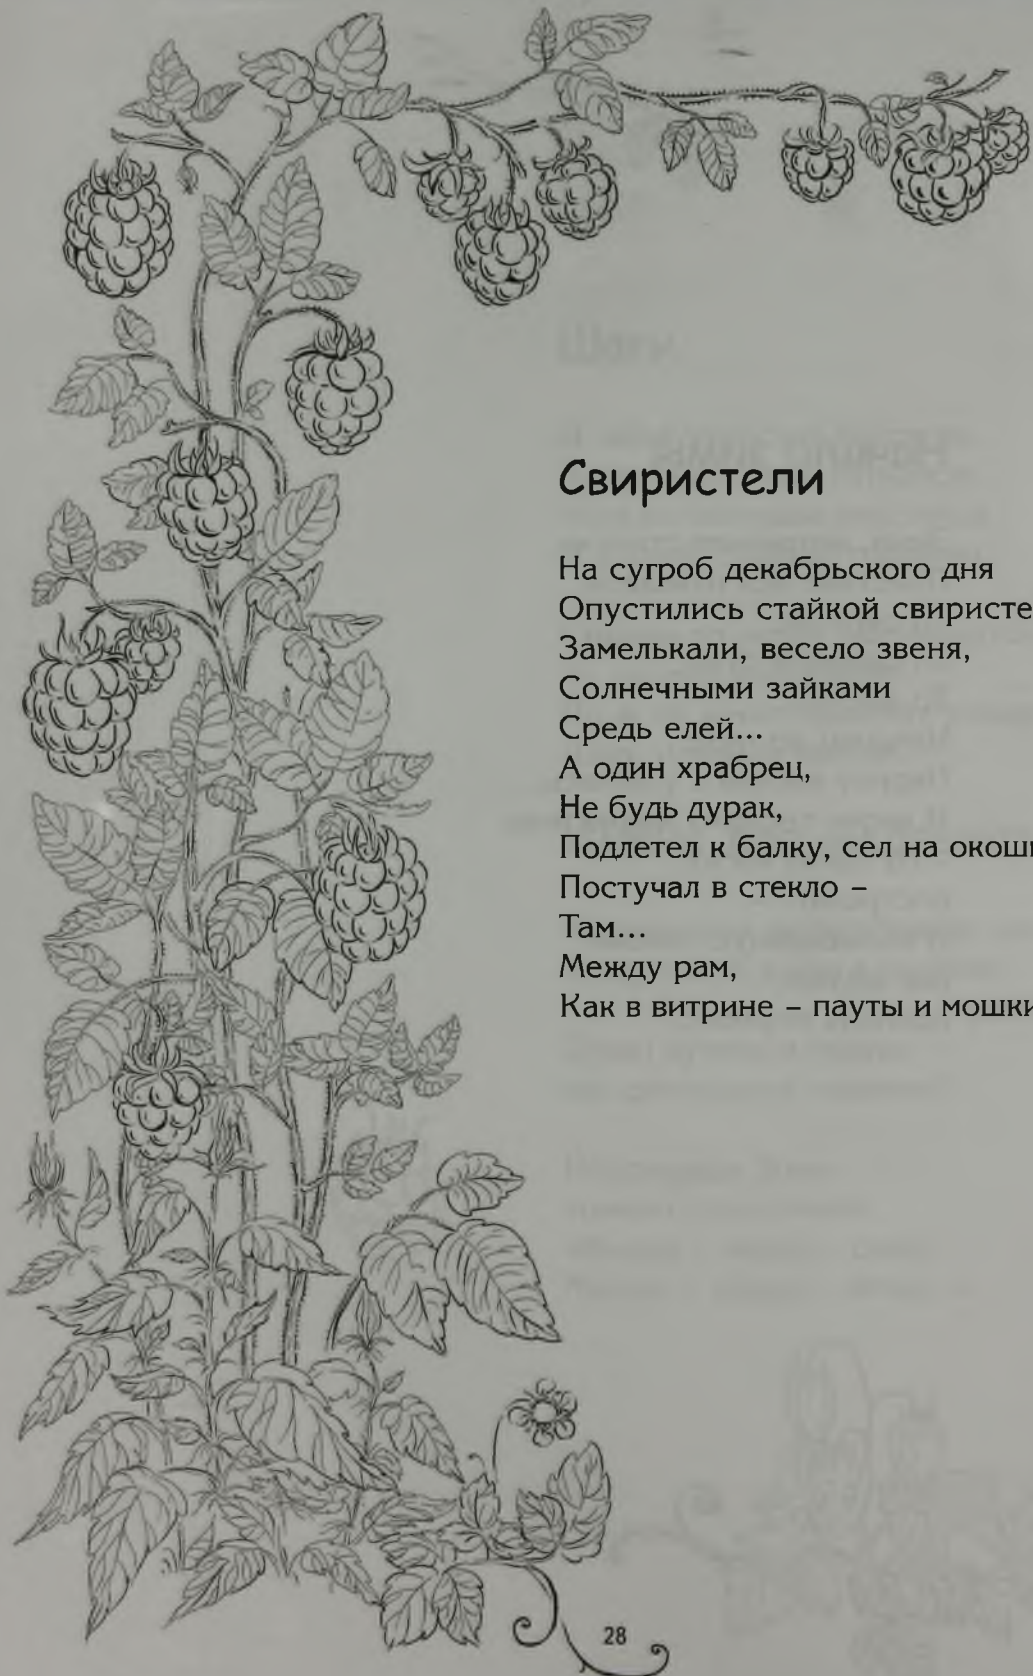 Свиристели
На сугроб декабрьского дня
Опустились стайкой свиристе
Замелькали, весело звеня,
Солнечными зайками
Средь елей...
А один храбрец,
Не будь дурак,
Подлетел к балку, сел на окош
Постучал в стекло –
Там...
Между рам,
Как в витрине – пауты и мошки
28